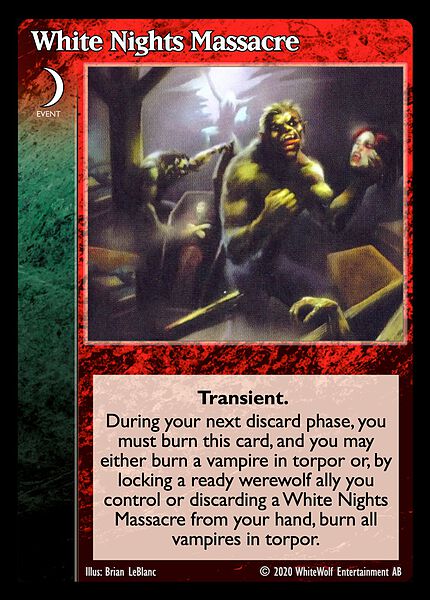 White Nights Massacre
EVENT
Transient.
During your next discard phase, you
must burn this card, and you may
either burn a vampire in torpor or, by
locking a ready werewolf ally you
control or discarding a White Nights
Massacre from your hand, burn all
vampires in torpor.
Illus: Brian LeBlanc © 2020 WhiteWolf Entertainment AB